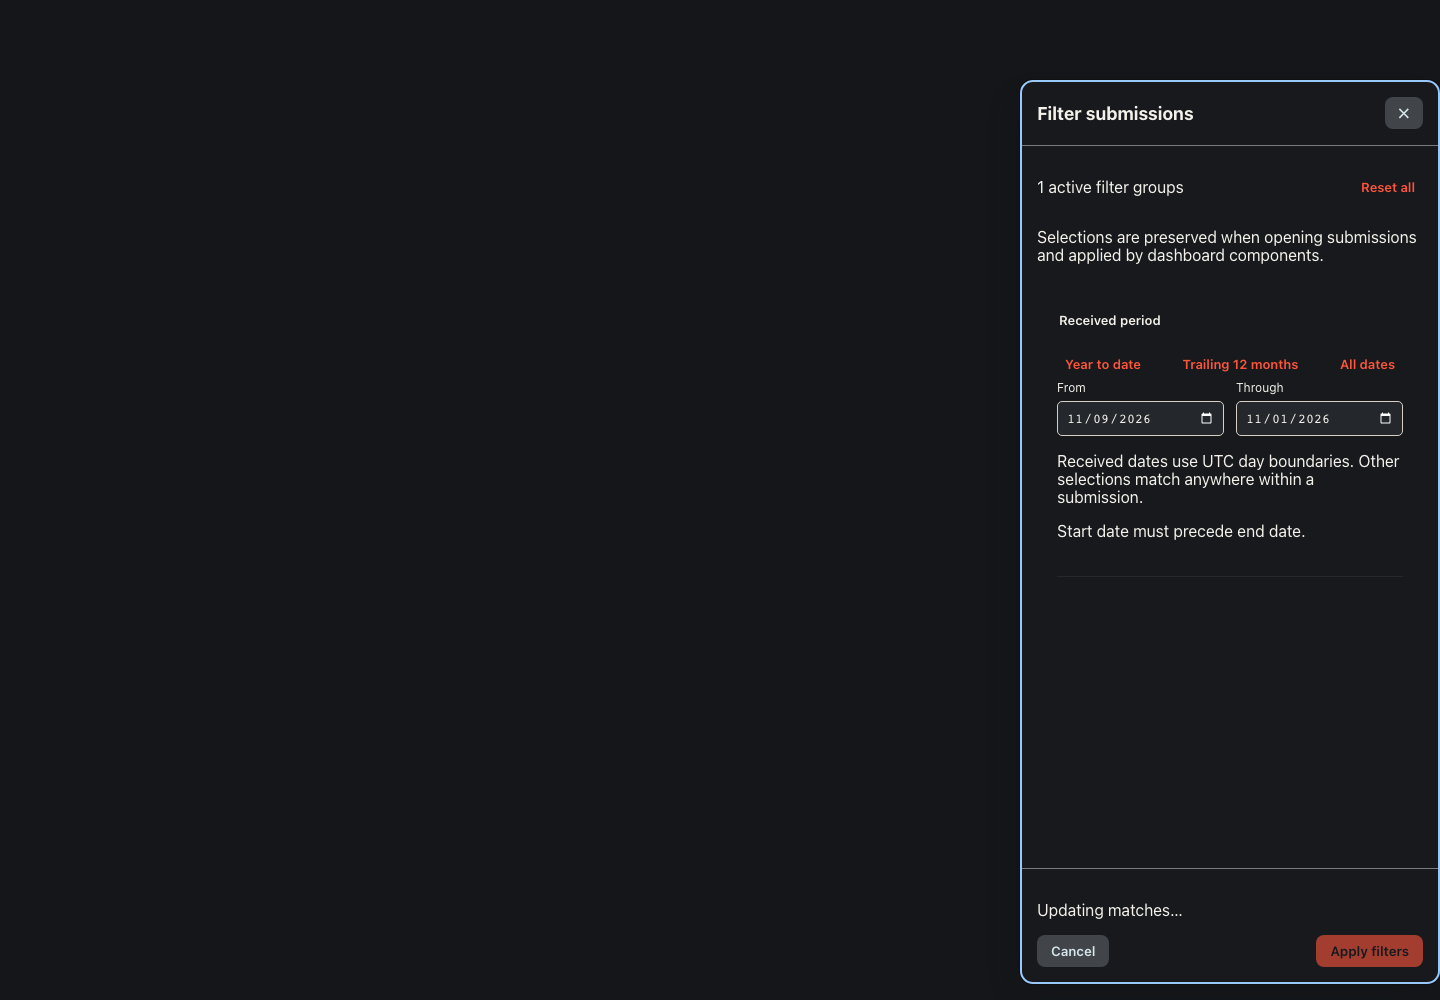 Filter submissions
1 active filter groups
Reset all
Selections are preserved when opening submissions
and applied by dashboard components.
Received period
Year to date
Trailing 12 months
All dates
From
Through
11/09/2026
11/01/2026
Received dates use UTC day boundaries. Other
selections match anywhere within a
submission.
Start date must precede end date.
Updating matches...
Cancel
Apply filters